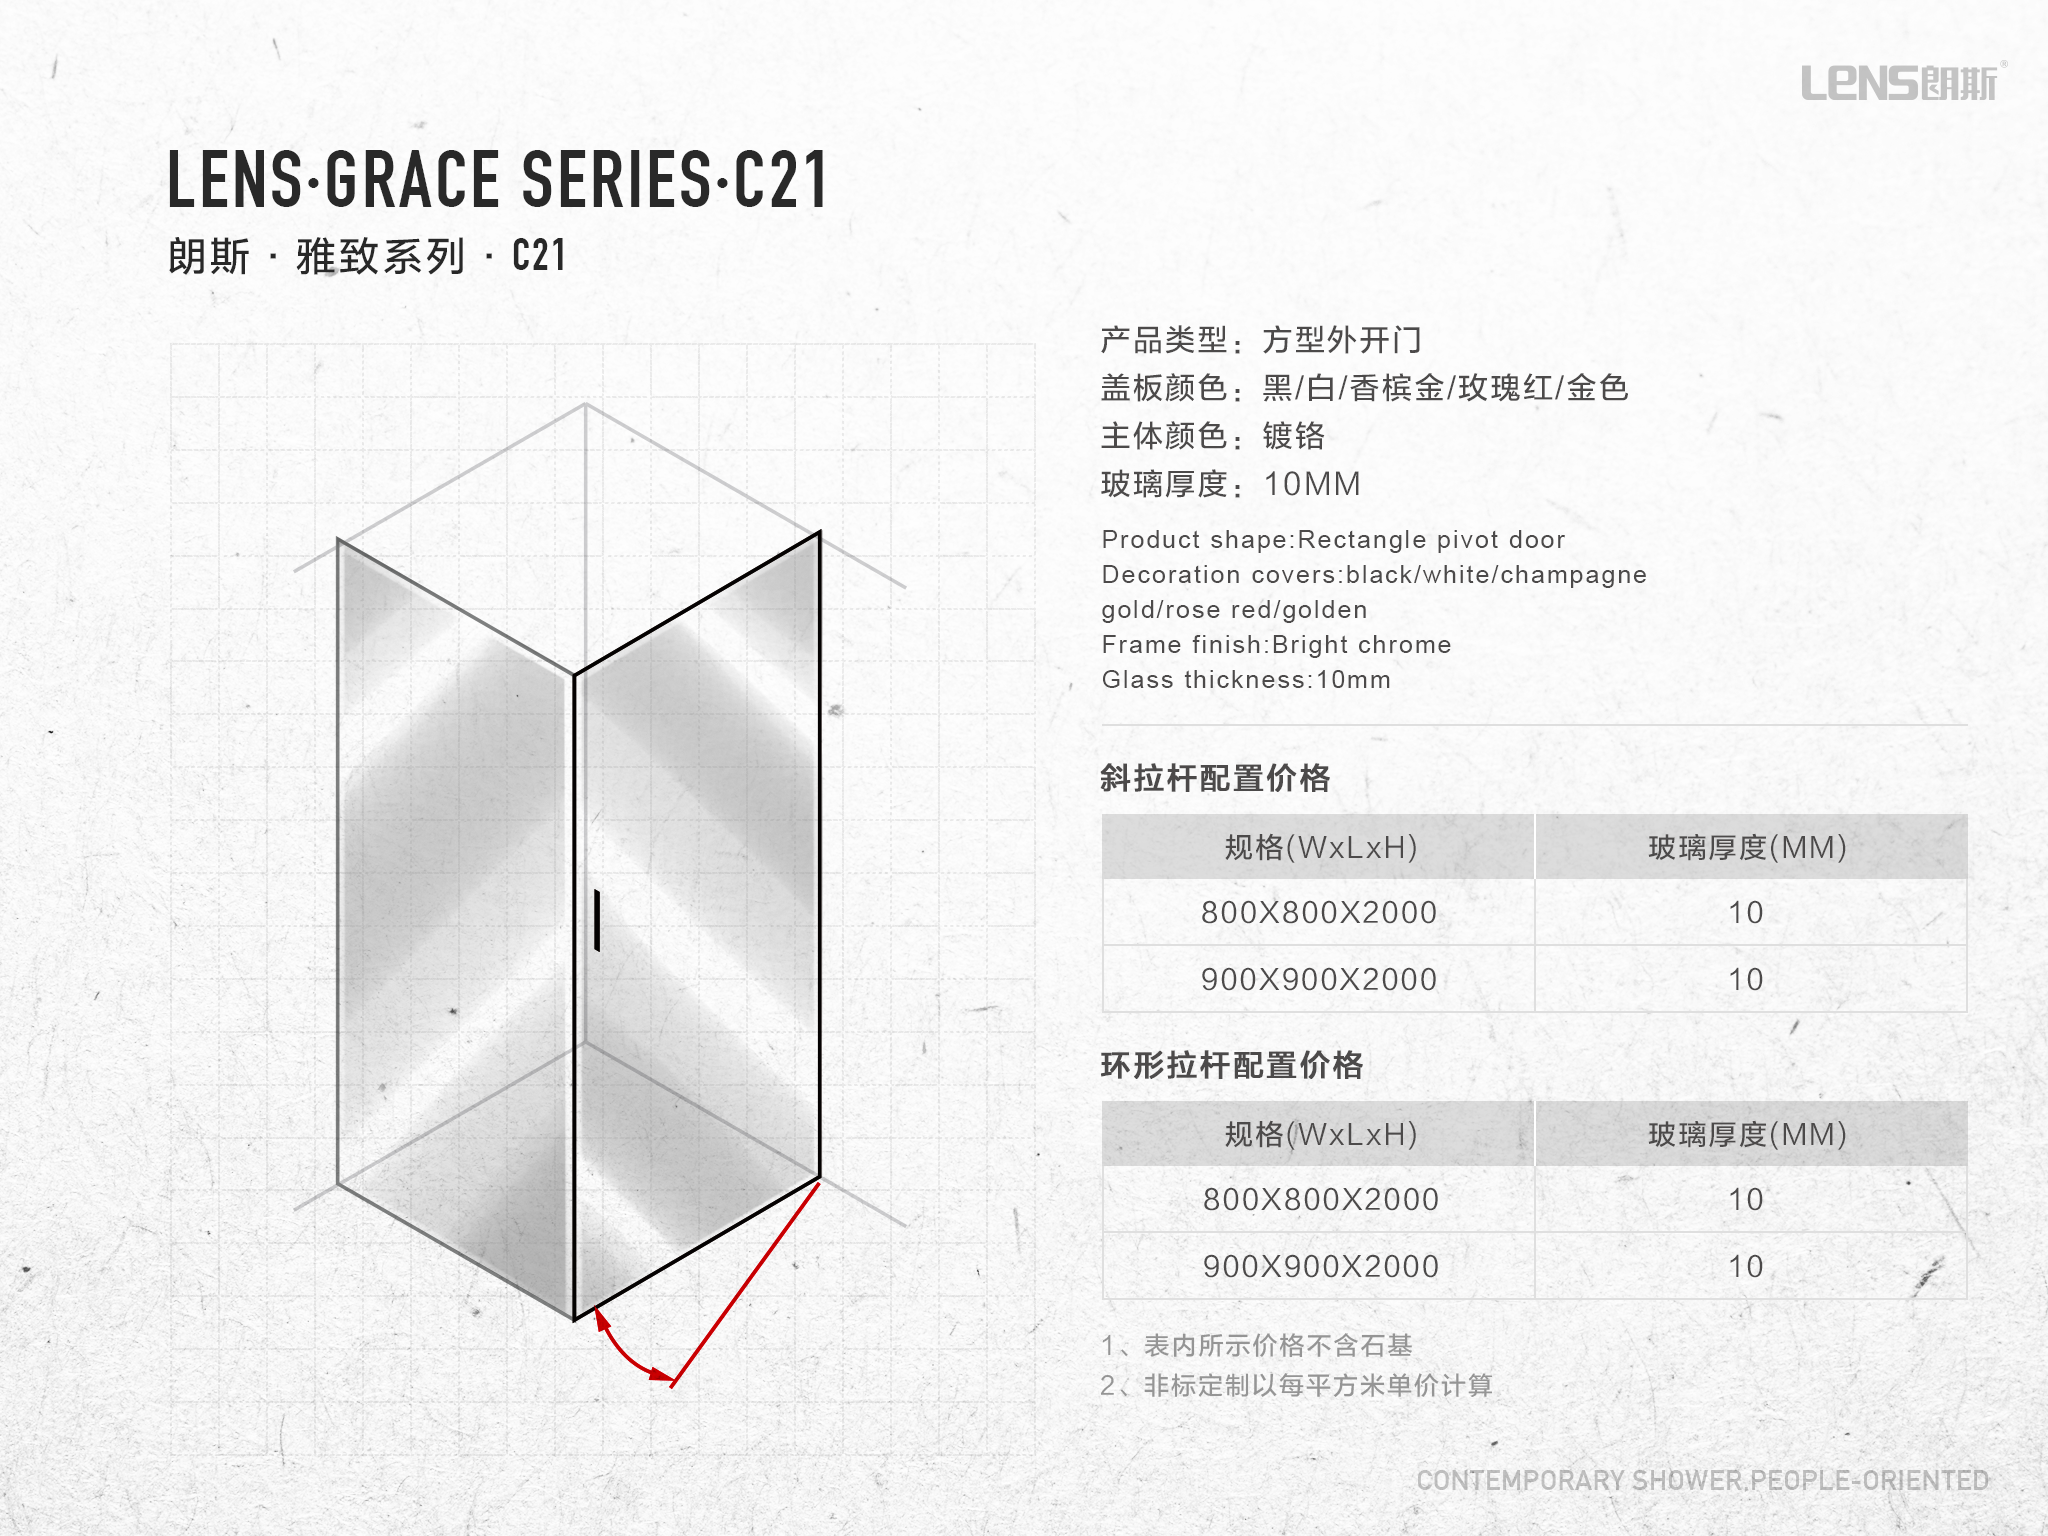 LENS朗斯®
LENS·GRACE SERIES·C21
朗斯 · 雅致系列 · C21
产品类型：方型外开门
盖板颜色：黑/白/香槟金/玫瑰红/金色
主体颜色：镀铬
玻璃厚度：10MM
Product shape:Rectangle pivot door
Decoration covers:black/white/champagne
gold/rose red/golden
Frame finish:Bright chrome
Glass thickness:10mm
斜拉杆配置价格
规格(WxLxH) 玻璃厚度(MM)
800X800X2000 10
900X900X2000 10
环形拉杆配置价格
规格(WxLxH) 玻璃厚度(MM)
800X800X2000 10
900X900X2000 10
1、表内所示价格不含石基
2、非标定制以每平方米单价计算
CONTEMPORARY SHOWER.PEOPLE-ORIENTED